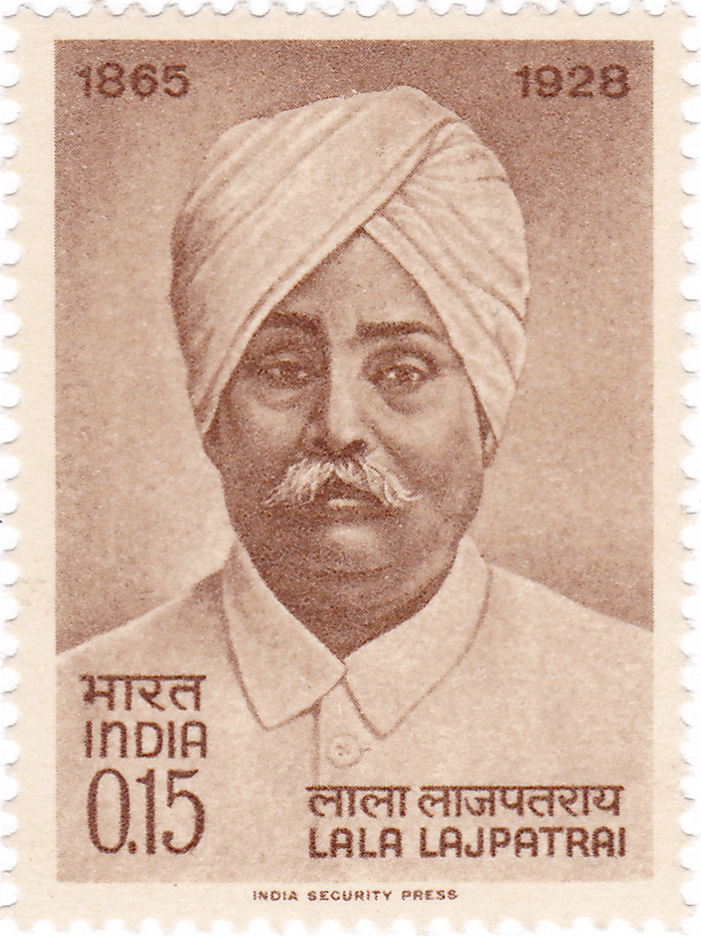 1865 1928
भारत
INDIA
0.15
लाला लाजपतराय
LALA LAJPATRAI
INDIA SECURITY PRESS